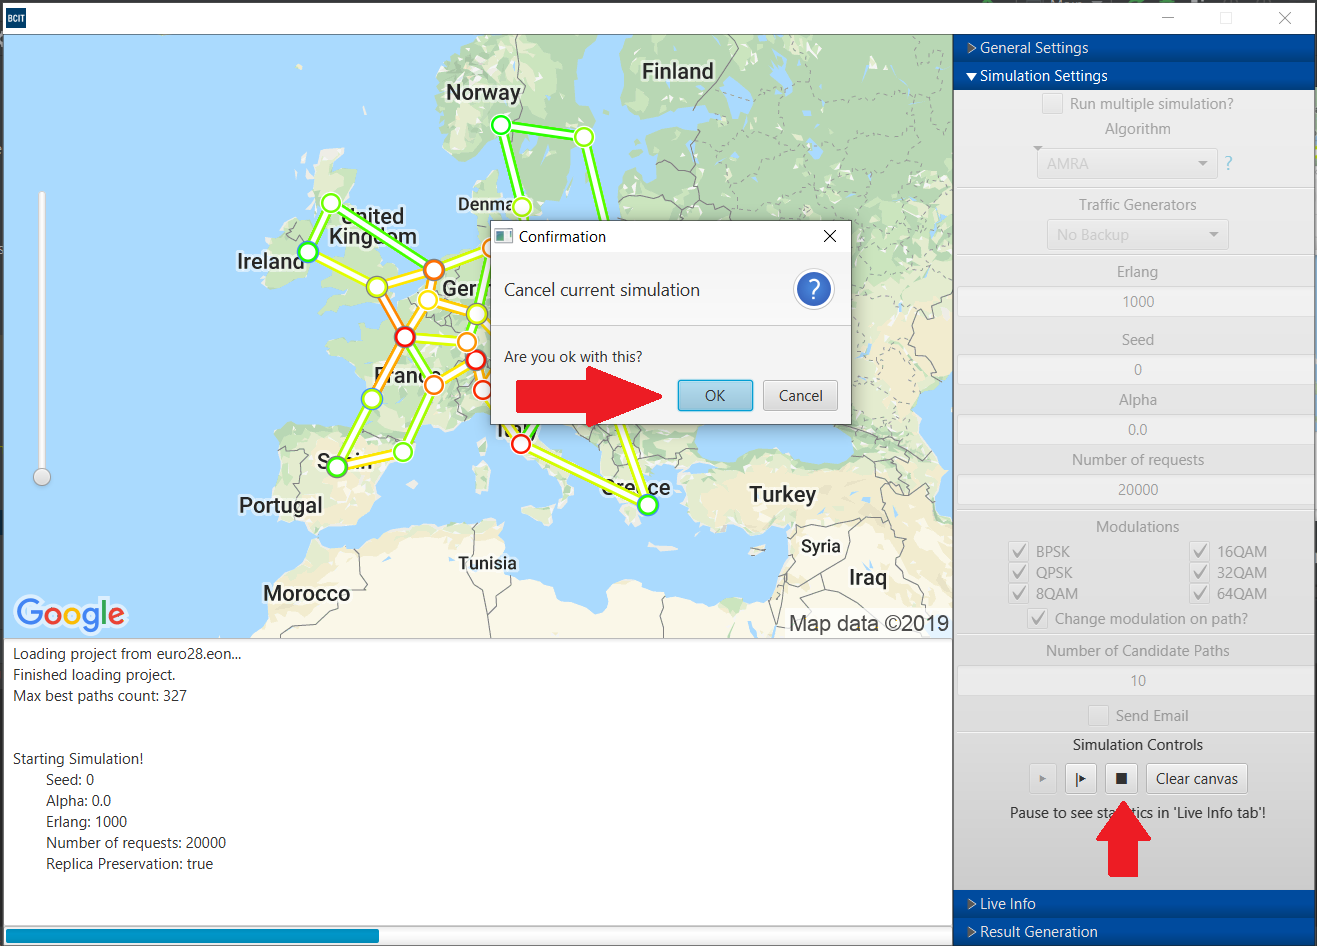 BCIT
Norway
Finland
Denma
United
Kingdom
Ireland
Ger
France
Spain
Portugal
Italy
Greece
Turkey
Tunisia
Syria
Iraq
Morocco
Google
Map data ©2019
Confirmation
Cancel current simulation
?
Are you ok with this?
OK
Cancel
Loading project from euro28.eon...
Finished loading project.
Max best paths count: 327
Starting Simulation!
Seed: 0
Alpha: 0.0
Erlang: 1000
Number of requests: 20000
Replica Preservation: true
General Settings
Simulation Settings
Run multiple simulation?
Algorithm
AMRA
?
Traffic Generators
No Backup
Erlang
1000
Seed
0
Alpha
0.0
Number of requests
20000
Modulations
BPSK 16QAM
QPSK 32QAM
8QAM 64QAM
Change modulation on path?
Number of Candidate Paths
10
Send Email
Simulation Controls
Clear canvas
Pause to see statistics in 'Live Info tab'!
Live Info
Result Generation